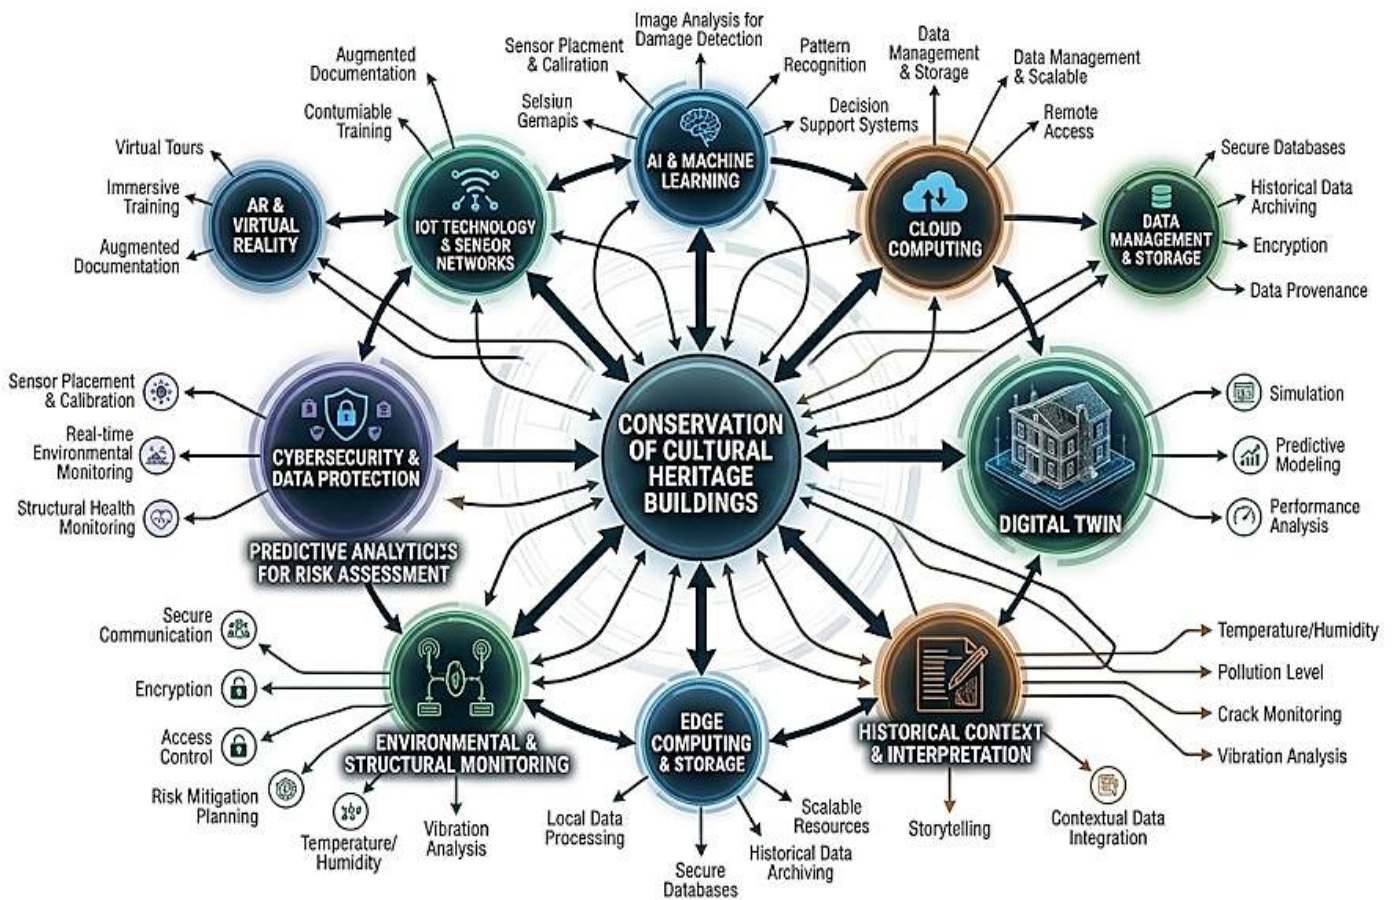 Image Analysis for
Damage Detection
Sensor Placment
& Caliration
Pattern
Recognition
Selsiun
Gemapis
Decision
Support Systems
AI & MACHINE
LEARNING
Data
Management
& Storage
Data Management
& Scalable
Remote
Access
CLOUD
COMPUTING
Augmented
Documentation
Contumiable
Training
IOT TECHNOLOGY
& SENSOR
NETWORKS
Virtual Tours
Immersive
Training
Augmented
Documentation
AR &
VIRTUAL
REALITY
Secure Databases
Historical Data
Archiving
Encryption
Data Provenance
DATA
MANAGEMENT
& STORAGE
Sensor Placement
& Calibration
Real-time
Environmental
Monitoring
Structural Health
Monitoring
CYBERSECURITY &
DATA PROTECTION
PREDICTIVE ANALYTICIS
FOR RISK ASSESSMENT
CONSERVATION
OF CULTURAL
HERITAGE
BUILDINGS
DIGITAL TWIN
Simulation
Predictive
Modeling
Performance
Analysis
Secure
Communication
Encryption
Access
Control
Risk Mitigation
Planning
Temperature/
Humidity
Vibration
Analysis
ENVIRONMENTAL &
STRUCTURAL MONITORING
EDGE
COMPUTING
& STORAGE
Local Data
Processing
Secure
Databases
Historical Data
Archiving
Scalable
Resources
HISTORICAL CONTEXT
& INTERPRETATION
Storytelling
Contextual Data
Integration
Temperature/Humidity
Pollution Level
Crack Monitoring
Vibration Analysis